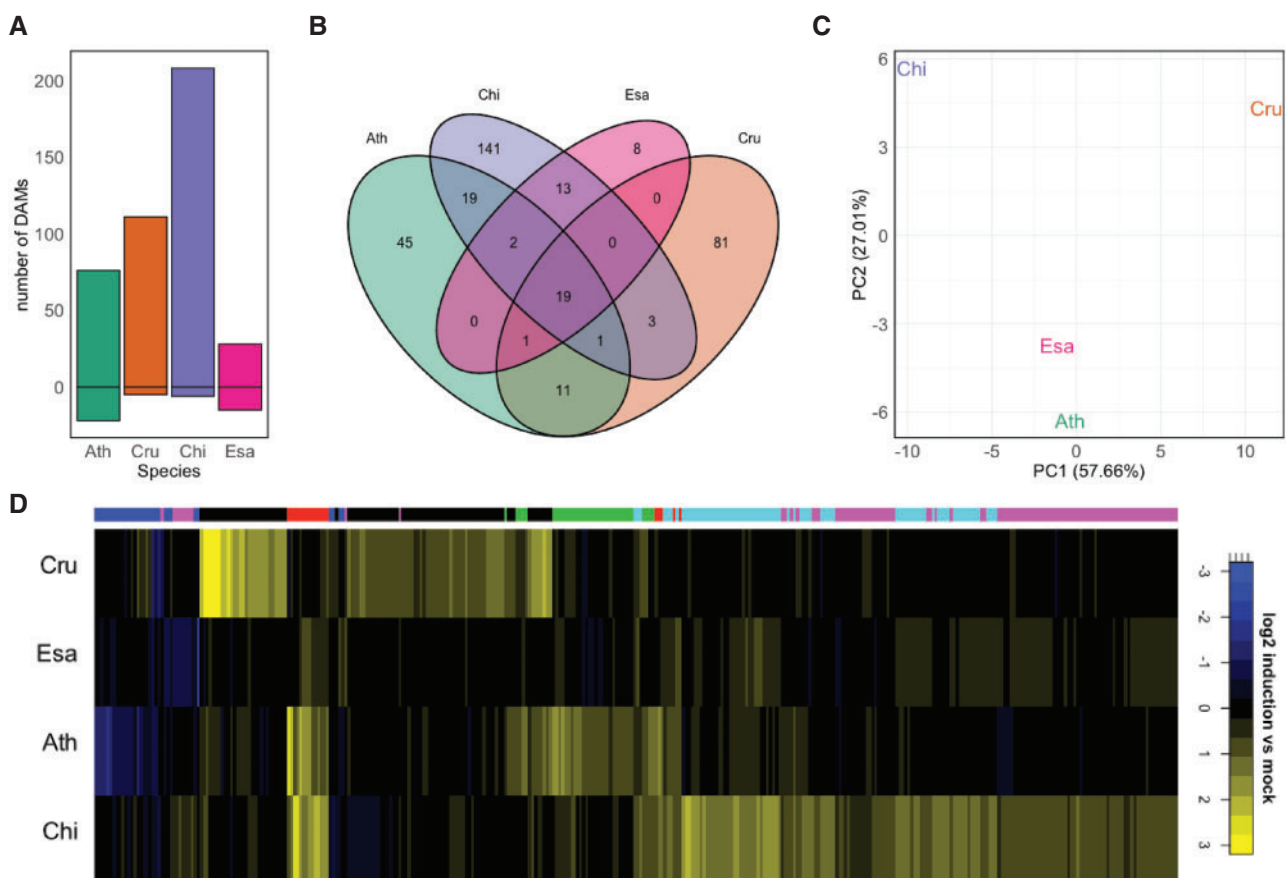 A
number of DAMs
200
150
100
50
0
Ath Cru Chi Esa
Species
B
Chi Esa
Ath Cru
141 8
19 13 0
45 2 0 81
19
0 1 1 3
11
C
Chi
Cru
Esa
Ath
PC2 (27.01%)
6
3
0
-3
-6
-10 -5 0 5 10
PC1 (57.66%)
D
Cru
Esa
Ath
Chi
-3
-2
-1
0
1
2
3
log2 induction vs mock